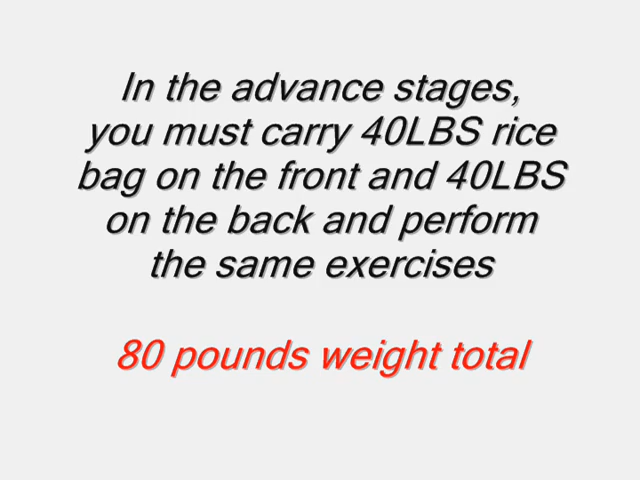 In the advance stages,
you must carry 40LBS rice
bag on the front and 40LBS
on the back and perform
the same exercises
80 pounds weight total